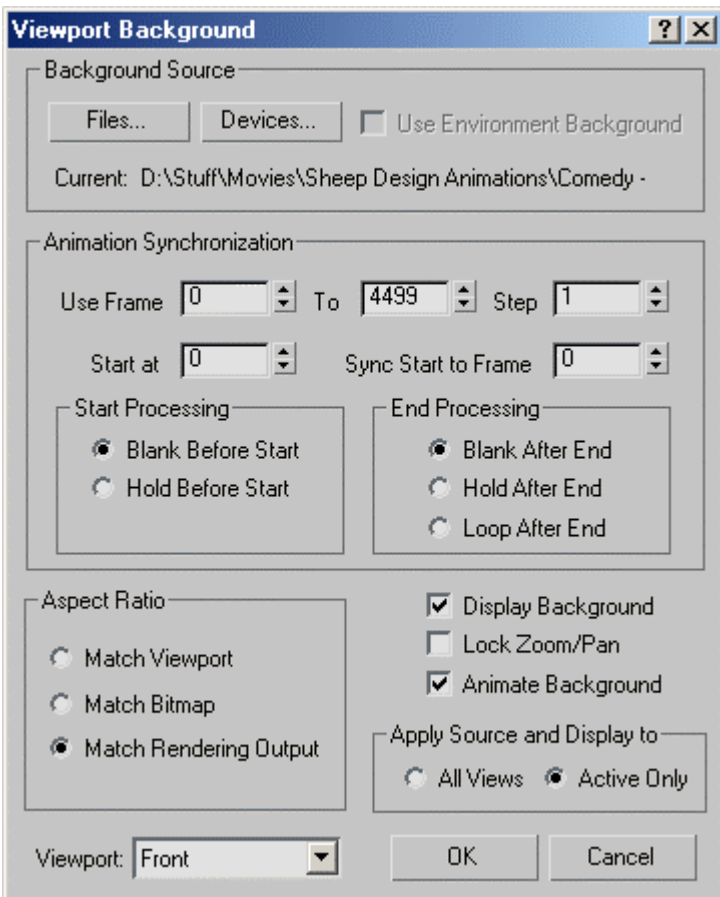 Viewport Background
Background Source
Files... Devices... Use Environment Background
Current: D:\Stuff\Movies\Sheep Design Animations\Comedy -
Animation Synchronization
Use Frame 0 To 4499 Step 1
Start at 0 Sync Start to Frame 0
Start Processing
Blank Before Start
Hold Before Start
End Processing
Blank After End
Hold After End
Loop After End
Aspect Ratio
Match Viewport
Match Bitmap
Match Rendering Output
Display Background
Lock Zoom/Pan
Animate Background
Apply Source and Display to
All Views Active Only
Viewport: Front OK Cancel